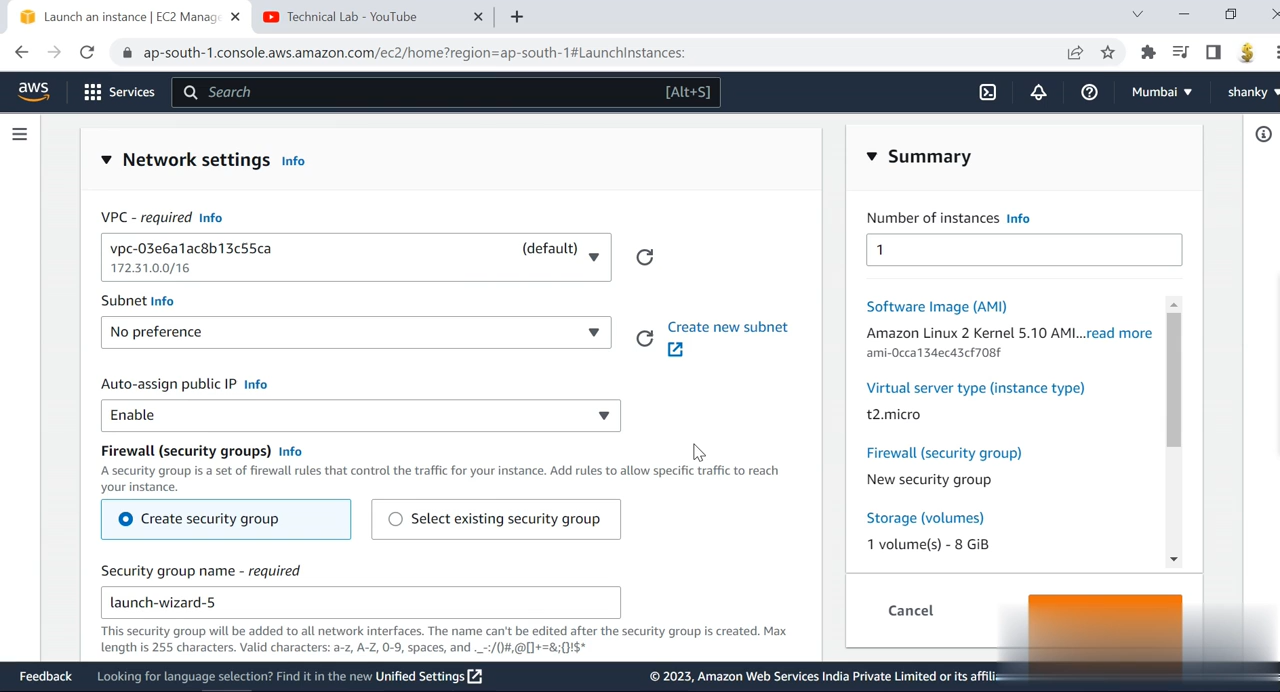 Launch an instance | EC2 Manag
Technical Lab - YouTube
ap-south-1.console.aws.amazon.com/ec2/home?region=ap-south-1#LaunchInstances:
aws
Services
Search
[Alt+S]
Mumbai
shanky
Network settings Info
VPC - required Info
vpc-03e6a1ac8b13c55ca (default)
172.31.0.0/16
Subnet Info
No preference
Create new subnet
Auto-assign public IP Info
Enable
Firewall (security groups) Info
A security group is a set of firewall rules that control the traffic for your instance. Add rules to allow specific traffic to reach
your instance.
Create security group
Select existing security group
Security group name - required
launch-wizard-5
This security group will be added to all network interfaces. The name can't be edited after the security group is created. Max
length is 255 characters. Valid characters: a-z, A-Z, 0-9, spaces, and ._-:/()#,@[]+=&;{}!$*
Summary
Number of instances Info
1
Software Image (AMI)
Amazon Linux 2 Kernel 5.10 AMI...read more
ami-0cca134ec43cf708f
Virtual server type (instance type)
t2.micro
Firewall (security group)
New security group
Storage (volumes)
1 volume(s) - 8 GiB
Cancel
Feedback
Looking for language selection? Find it in the new Unified Settings
© 2023, Amazon Web Services India Private Limited or its